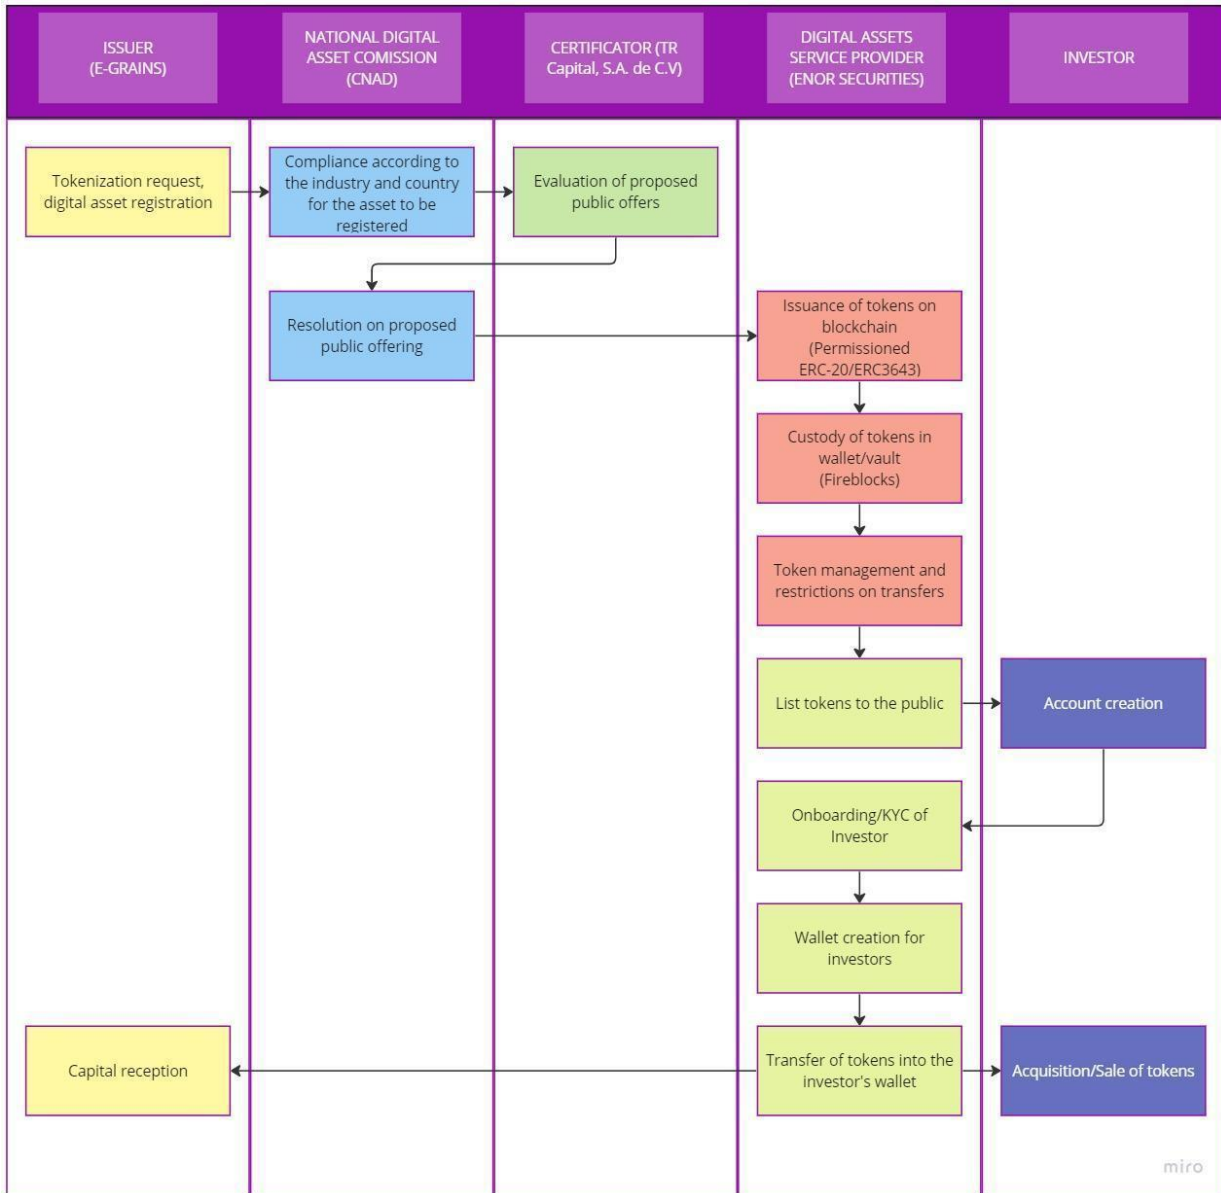 ISSUER
(E-GRAINS)
NATIONAL DIGITAL
ASSET COMISSION
(CNAD)
CERTIFICATOR (TR
Capital, S.A. de C.V)
DIGITAL ASSETS
SERVICE PROVIDER
(ENOR SECURITIES)
INVESTOR
Tokenization request,
digital asset registration
Compliance according to
the industry and country
for the asset to be
registered
Evaluation of proposed
public offers
Resolution on proposed
public offering
Issuance of tokens on
blockchain
(Permissioned
ERC-20/ERC3643)
Custody of tokens in
wallet/vault
(Fireblocks)
Token management and
restrictions on transfers
List tokens to the public
Account creation
Onboarding/KYC of
Investor
Wallet creation for
investors
Capital reception
Transfer of tokens into the
investor's wallet
Acquisition/Sale of tokens
miro